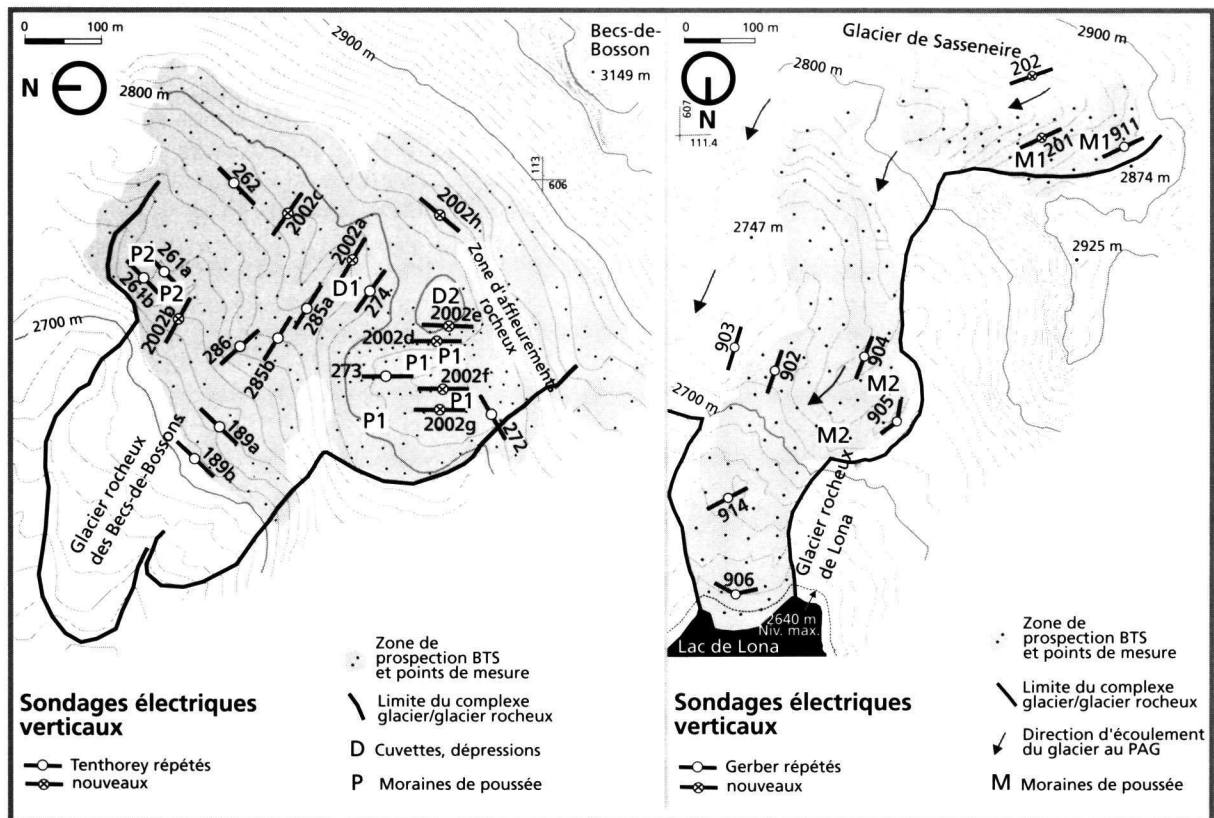 0 100 m
N
2900 m
Becs-de-
Bosson
3149 m
2800 m
113
606
262
2002c
2002a
2002h
Zone d'affleurements
rocheux
P2
261a
261b
P2
2002b
D1
274
D2
2002e
285a
2002d
2700 m
286
285b
273
P1
P1
2002f
P1
2002g
P1
272
189a
189b
Glacier rocheux
des Becs-de-Bossons
Zone de
prospection BTS
et points de mesure
Limite du complexe
glacier/glacier rocheux
D Cuvettes, dépressions
P Moraines de poussée
Sondages électriques
verticaux
Tenthorey répétés
nouveaux
0 100 m
Glacier de Sasseneire
2900 m
2800 m
202
N
607
111.4
201
M1
M1
911
2874 m
2747 m
2925 m
903
902
904
M2
905
2700 m
M2
914
Glacier rocheux
de Lona
906
2640 m
Niv. max.
Lac de Lona
Zone de
prospection BTS
et points de mesure
Limite du complexe
glacier/glacier rocheux
Direction d'écoulement
du glacier au PAG
M Moraines de poussée
Sondages électriques
verticaux
Gerber répétés
nouveaux